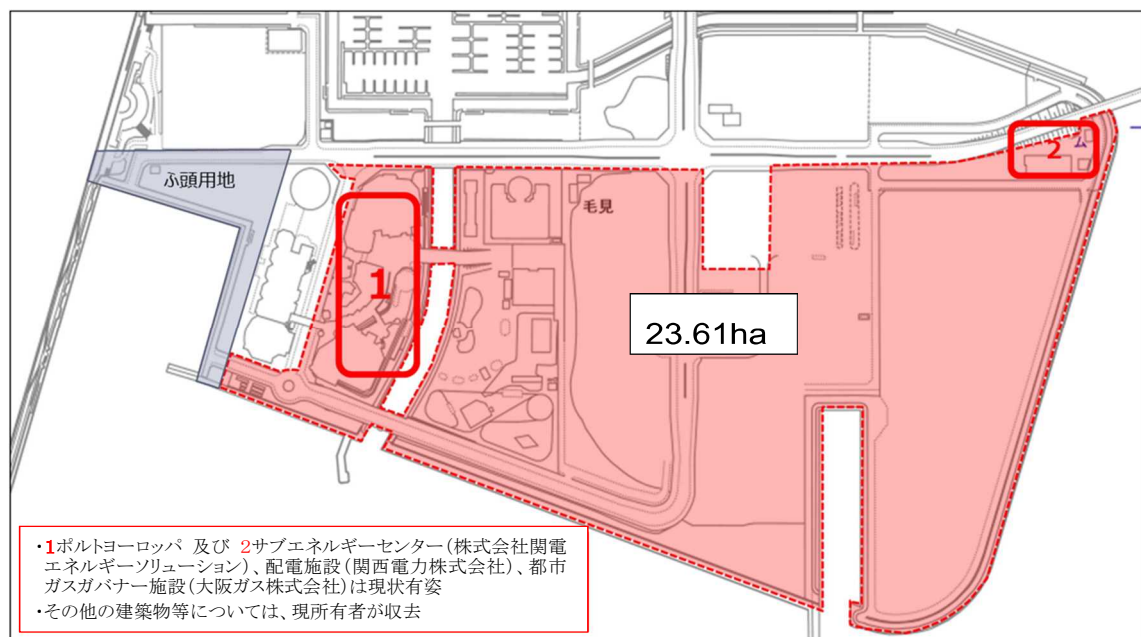 ふ頭用地
毛見
1
2
23.61ha
・1ポルトヨーロッパ 及び 2サブエネルギーセンター(株式会社関電
エネルギーソリューション)、配電施設(関西電力株式会社)、都市
ガスガバナー施設(大阪ガス株式会社)は現状有姿
・その他の建築物等については、現所有者が収去